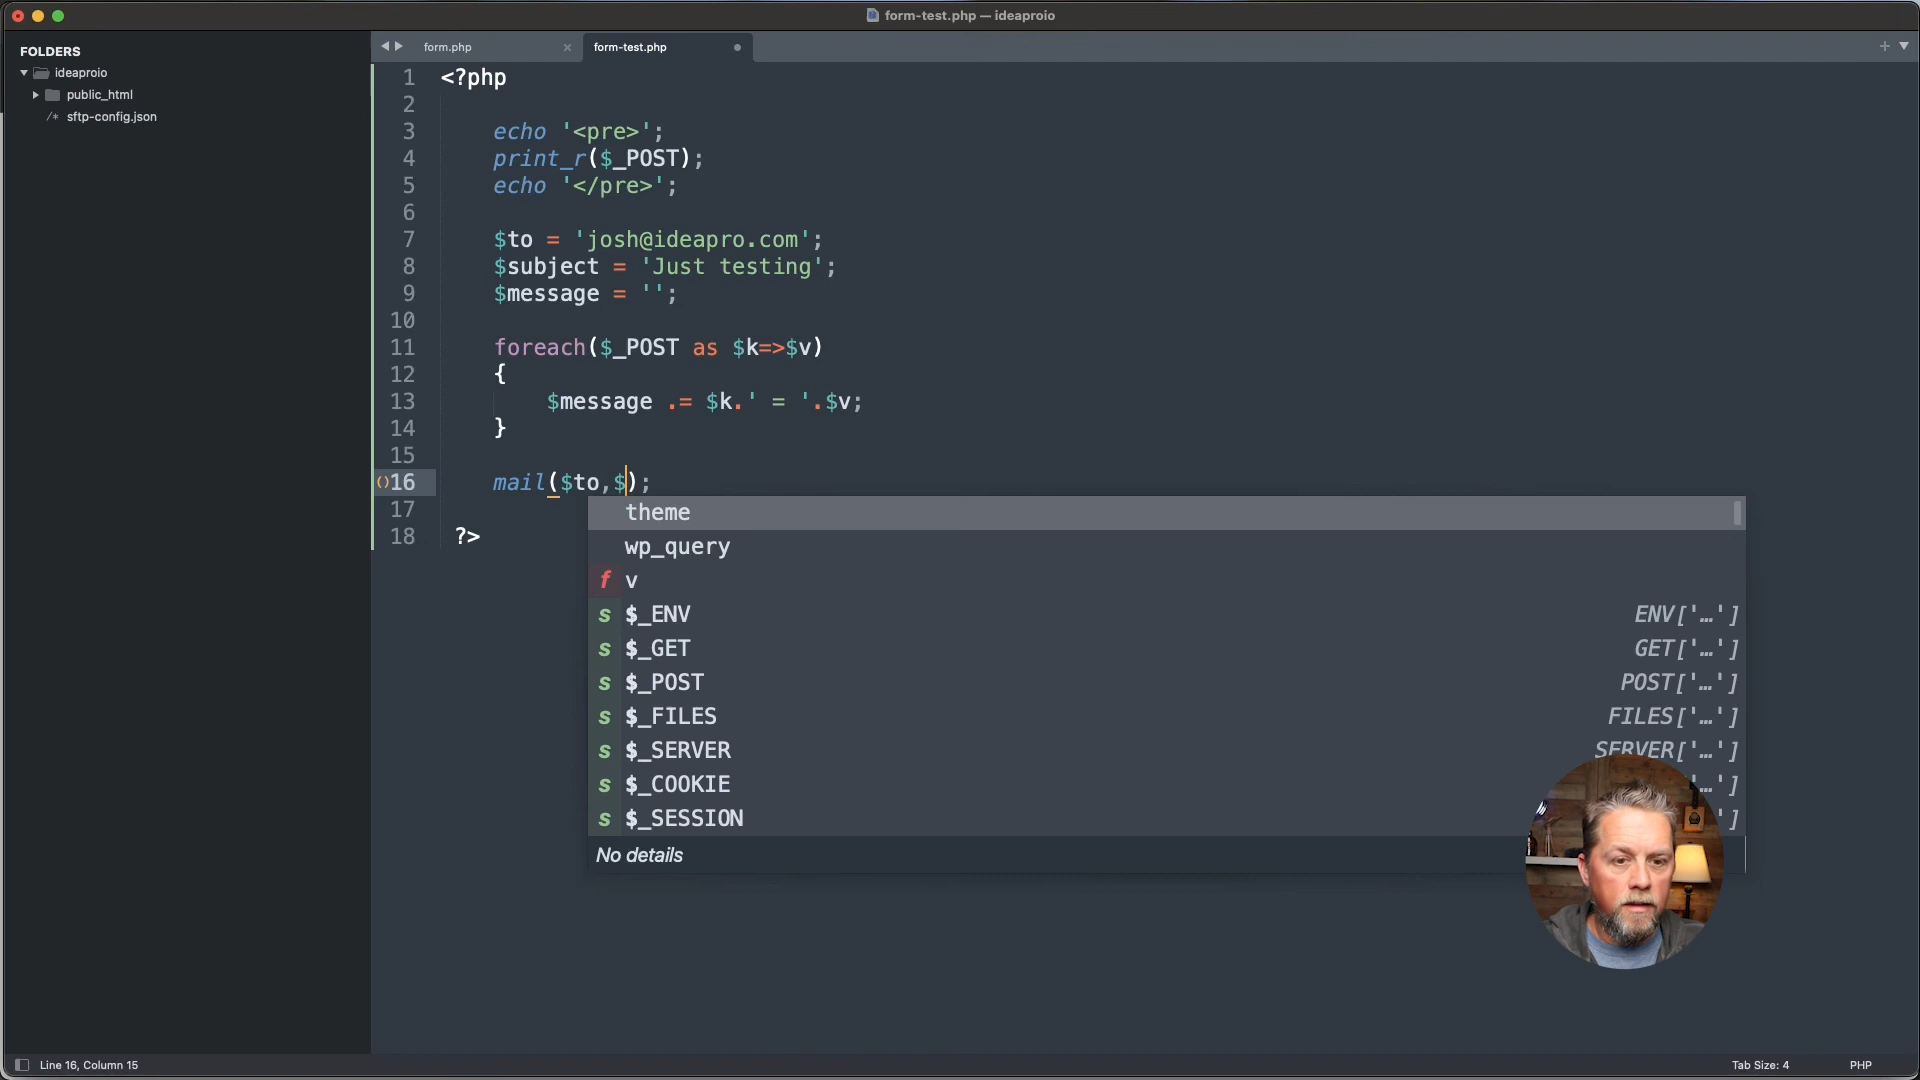 form-test.php — ideaproio
FOLDERS
ideaproio
public_html
/* sftp-config.json
form.php
form-test.php
1 <?php
2
3 echo '<pre>';
4 print_r($_POST);
5 echo '</pre>';
6
7 $to = 'josh@ideapro.com';
8 $subject = 'Just testing';
9 $message = '';
10
11 foreach($_POST as $k=>$v)
12 {
13 $message .= $k.' = '.$v;
14 }
15
16 mail($to,$);
17
18 ?>
theme
wp_query
f v
s $_ENV ENV['…']
s $_GET GET['…']
s $_POST POST['…']
s $_FILES FILES['…']
s $_SERVER SERVER['…']
s $_COOKIE …']
s $_SESSION ']
No details
Line 16, Column 15
Tab Size: 4
PHP